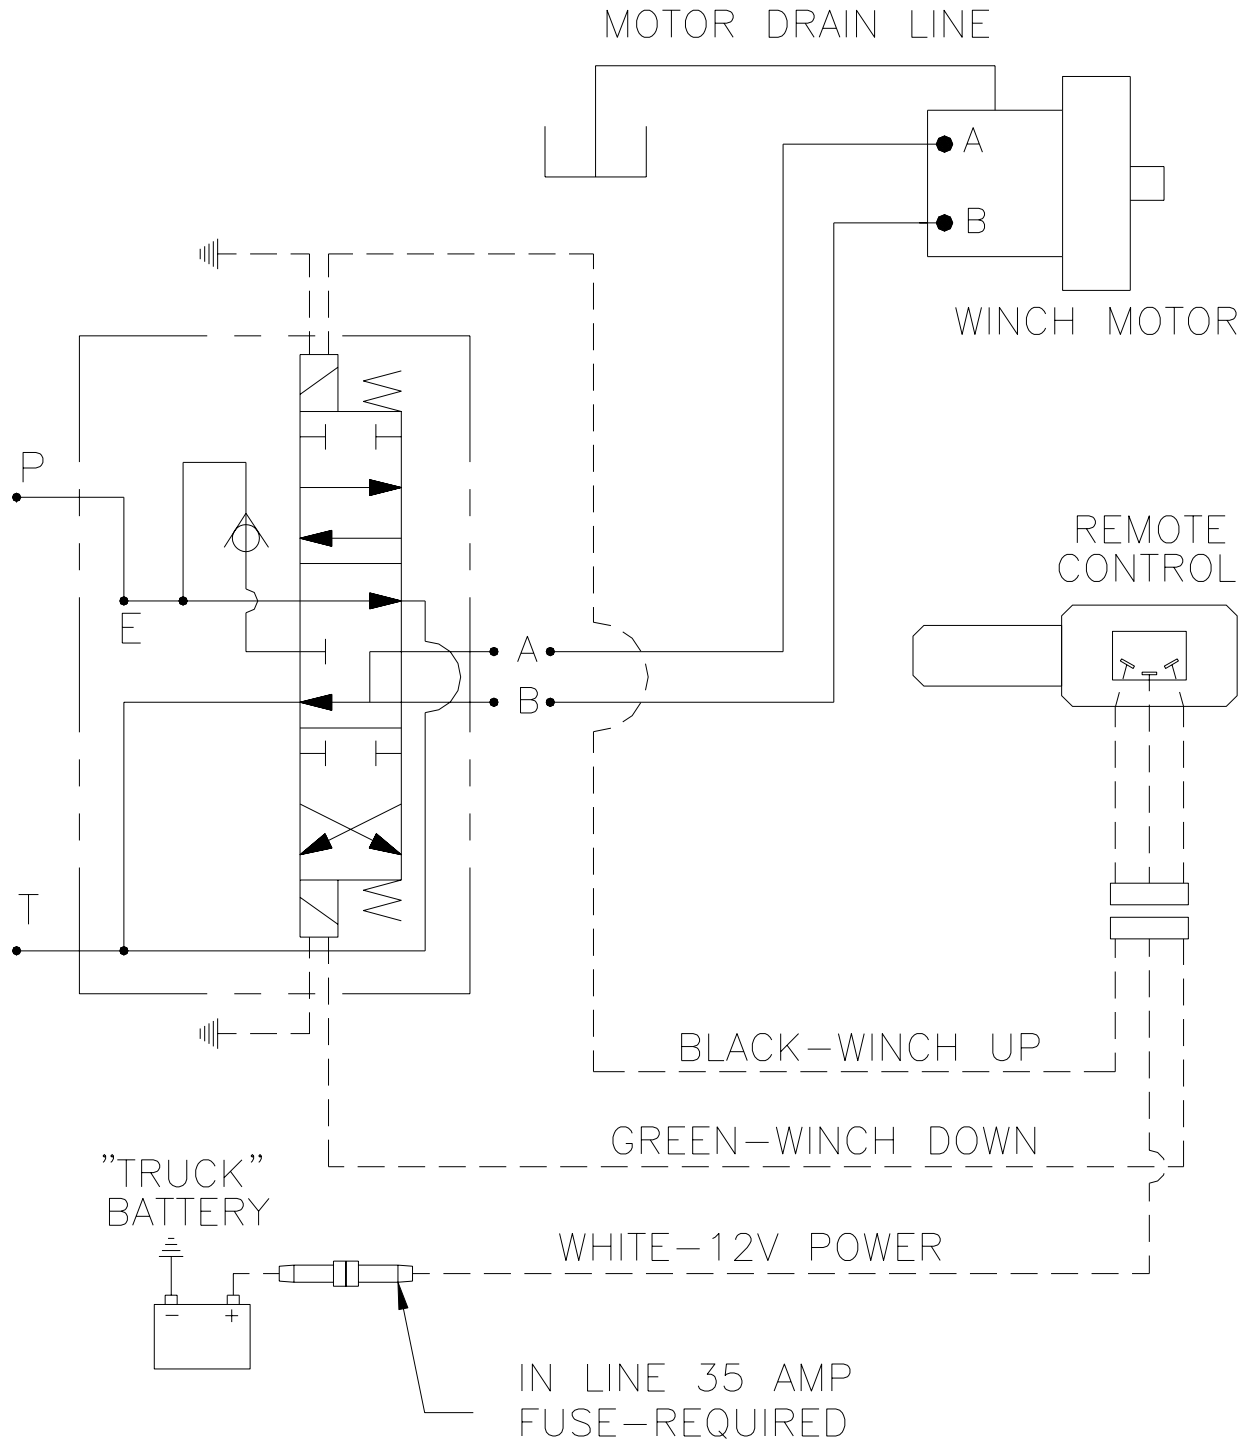 MOTOR DRAIN LINE
A
B
WINCH MOTOR
P
REMOTE
CONTROL
E
A
B
T
BLACK-WINCH UP
GREEN-WINCH DOWN
"TRUCK"
BATTERY
WHITE-12V POWER
- +
IN LINE 35 AMP
FUSE-REQUIRED